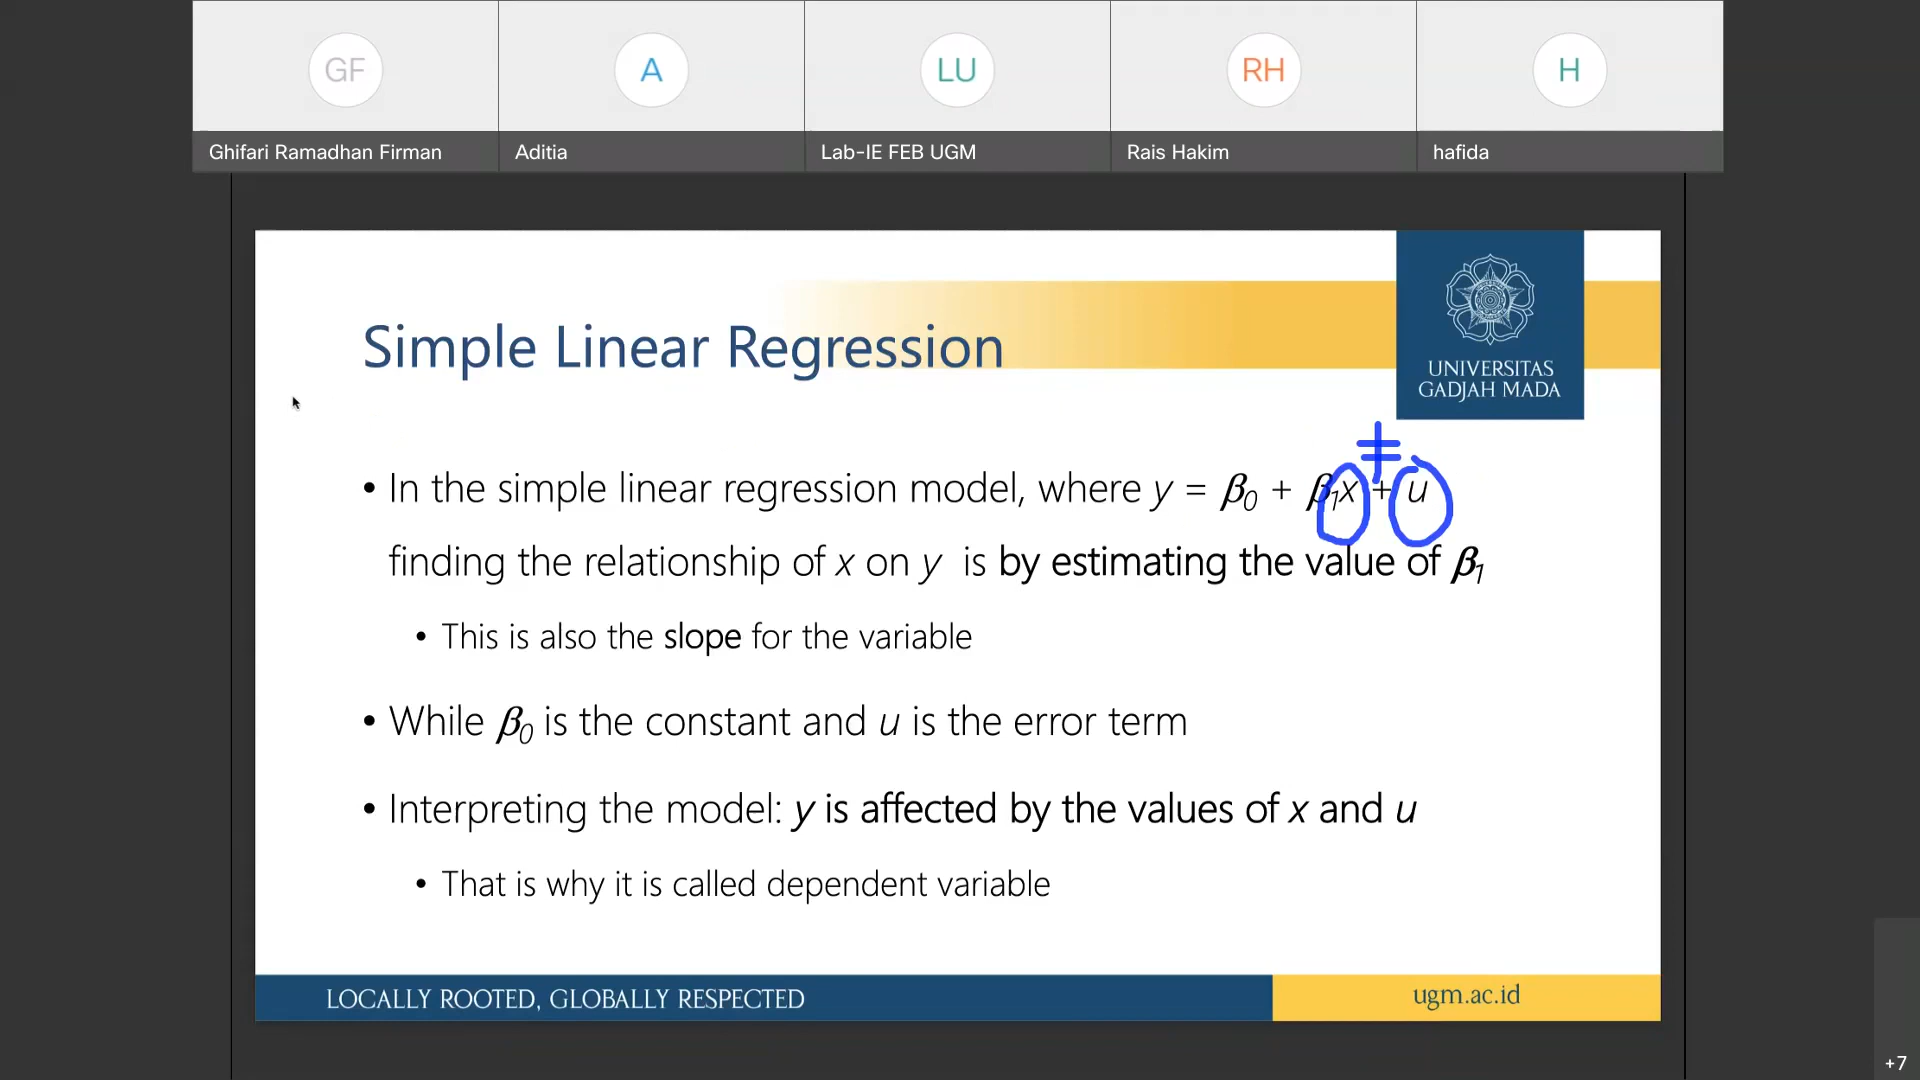 GF
A
LU
RH
H
Ghifari Ramadhan Firman
Aditia
Lab-IE FEB UGM
Rais Hakim
hafida
UNIVERSITAS
GADJAH MADA
Simple Linear Regression
≠
• In the simple linear regression model, where y = β0 + β1x + u
finding the relationship of x on y is by estimating the value of β1
• This is also the slope for the variable
• While β0 is the constant and u is the error term
• Interpreting the model: y is affected by the values of x and u
• That is why it is called dependent variable
LOCALLY ROOTED, GLOBALLY RESPECTED
ugm.ac.id
+7